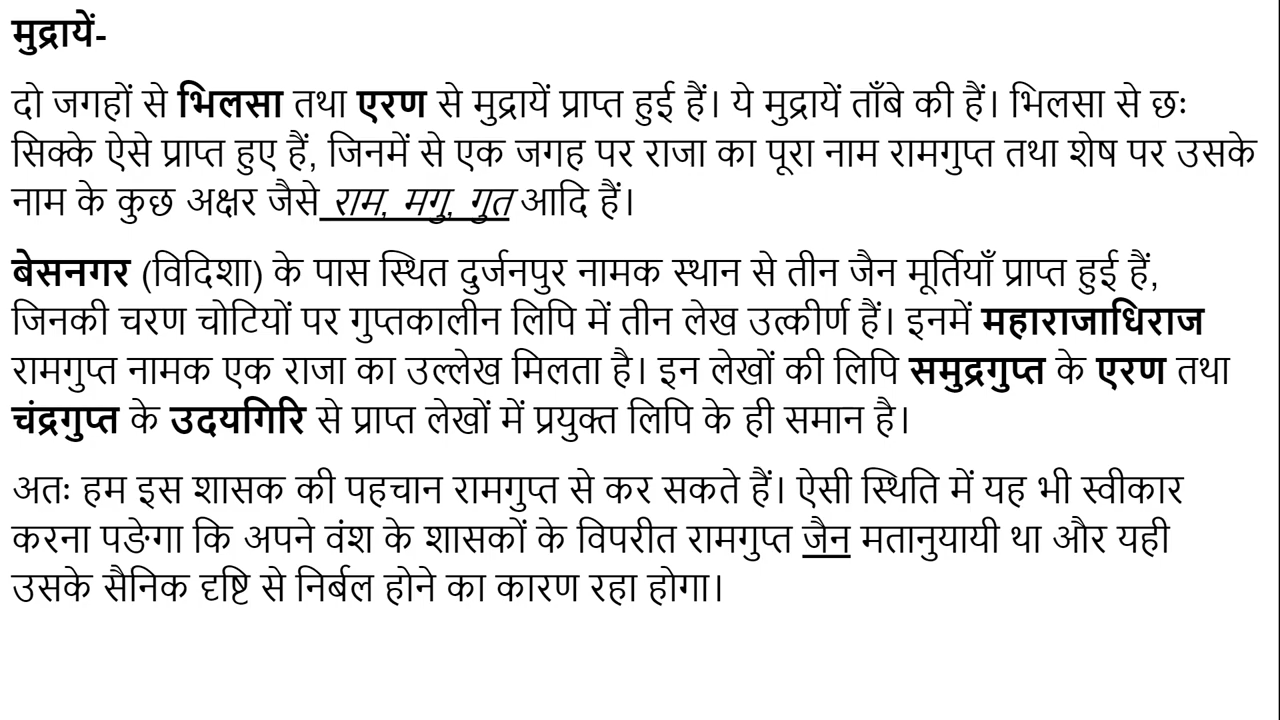 मुद्रायें-
दो जगहों से भिलसा तथा एरण से मुद्रायें प्राप्त हुई हैं। ये मुद्रायें ताँबे की हैं। भिलसा से छः
सिक्के ऐसे प्राप्त हुए हैं, जिनमें से एक जगह पर राजा का पूरा नाम रामगुप्त तथा शेष पर उसके
नाम के कुछ अक्षर जैसे राम, मगु, गुत आदि हैं।
बेसनगर (विदिशा) के पास स्थित दुर्जनपुर नामक स्थान से तीन जैन मूर्तियाँ प्राप्त हुई हैं,
जिनकी चरण चोटियों पर गुप्तकालीन लिपि में तीन लेख उत्कीर्ण हैं। इनमें महाराजाधिराज
रामगुप्त नामक एक राजा का उल्लेख मिलता है। इन लेखों की लिपि समुद्रगुप्त के एरण तथा
चंद्रगुप्त के उदयगिरि से प्राप्त लेखों में प्रयुक्त लिपि के ही समान है।
अतः हम इस शासक की पहचान रामगुप्त से कर सकते हैं। ऐसी स्थिति में यह भी स्वीकार
करना पङेगा कि अपने वंश के शासकों के विपरीत रामगुप्त जैन मतानुयायी था और यही
उसके सैनिक दृष्टि से निर्बल होने का कारण रहा होगा।